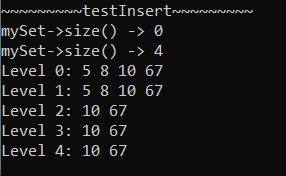 ~~~~~~~~~testInsert~~~~~~~~~
mySet->size() -> 0
mySet->size() -> 4
Level 0: 5 8 10 67
Level 1: 5 8 10 67
Level 2: 10 67
Level 3: 10 67
Level 4: 10 67